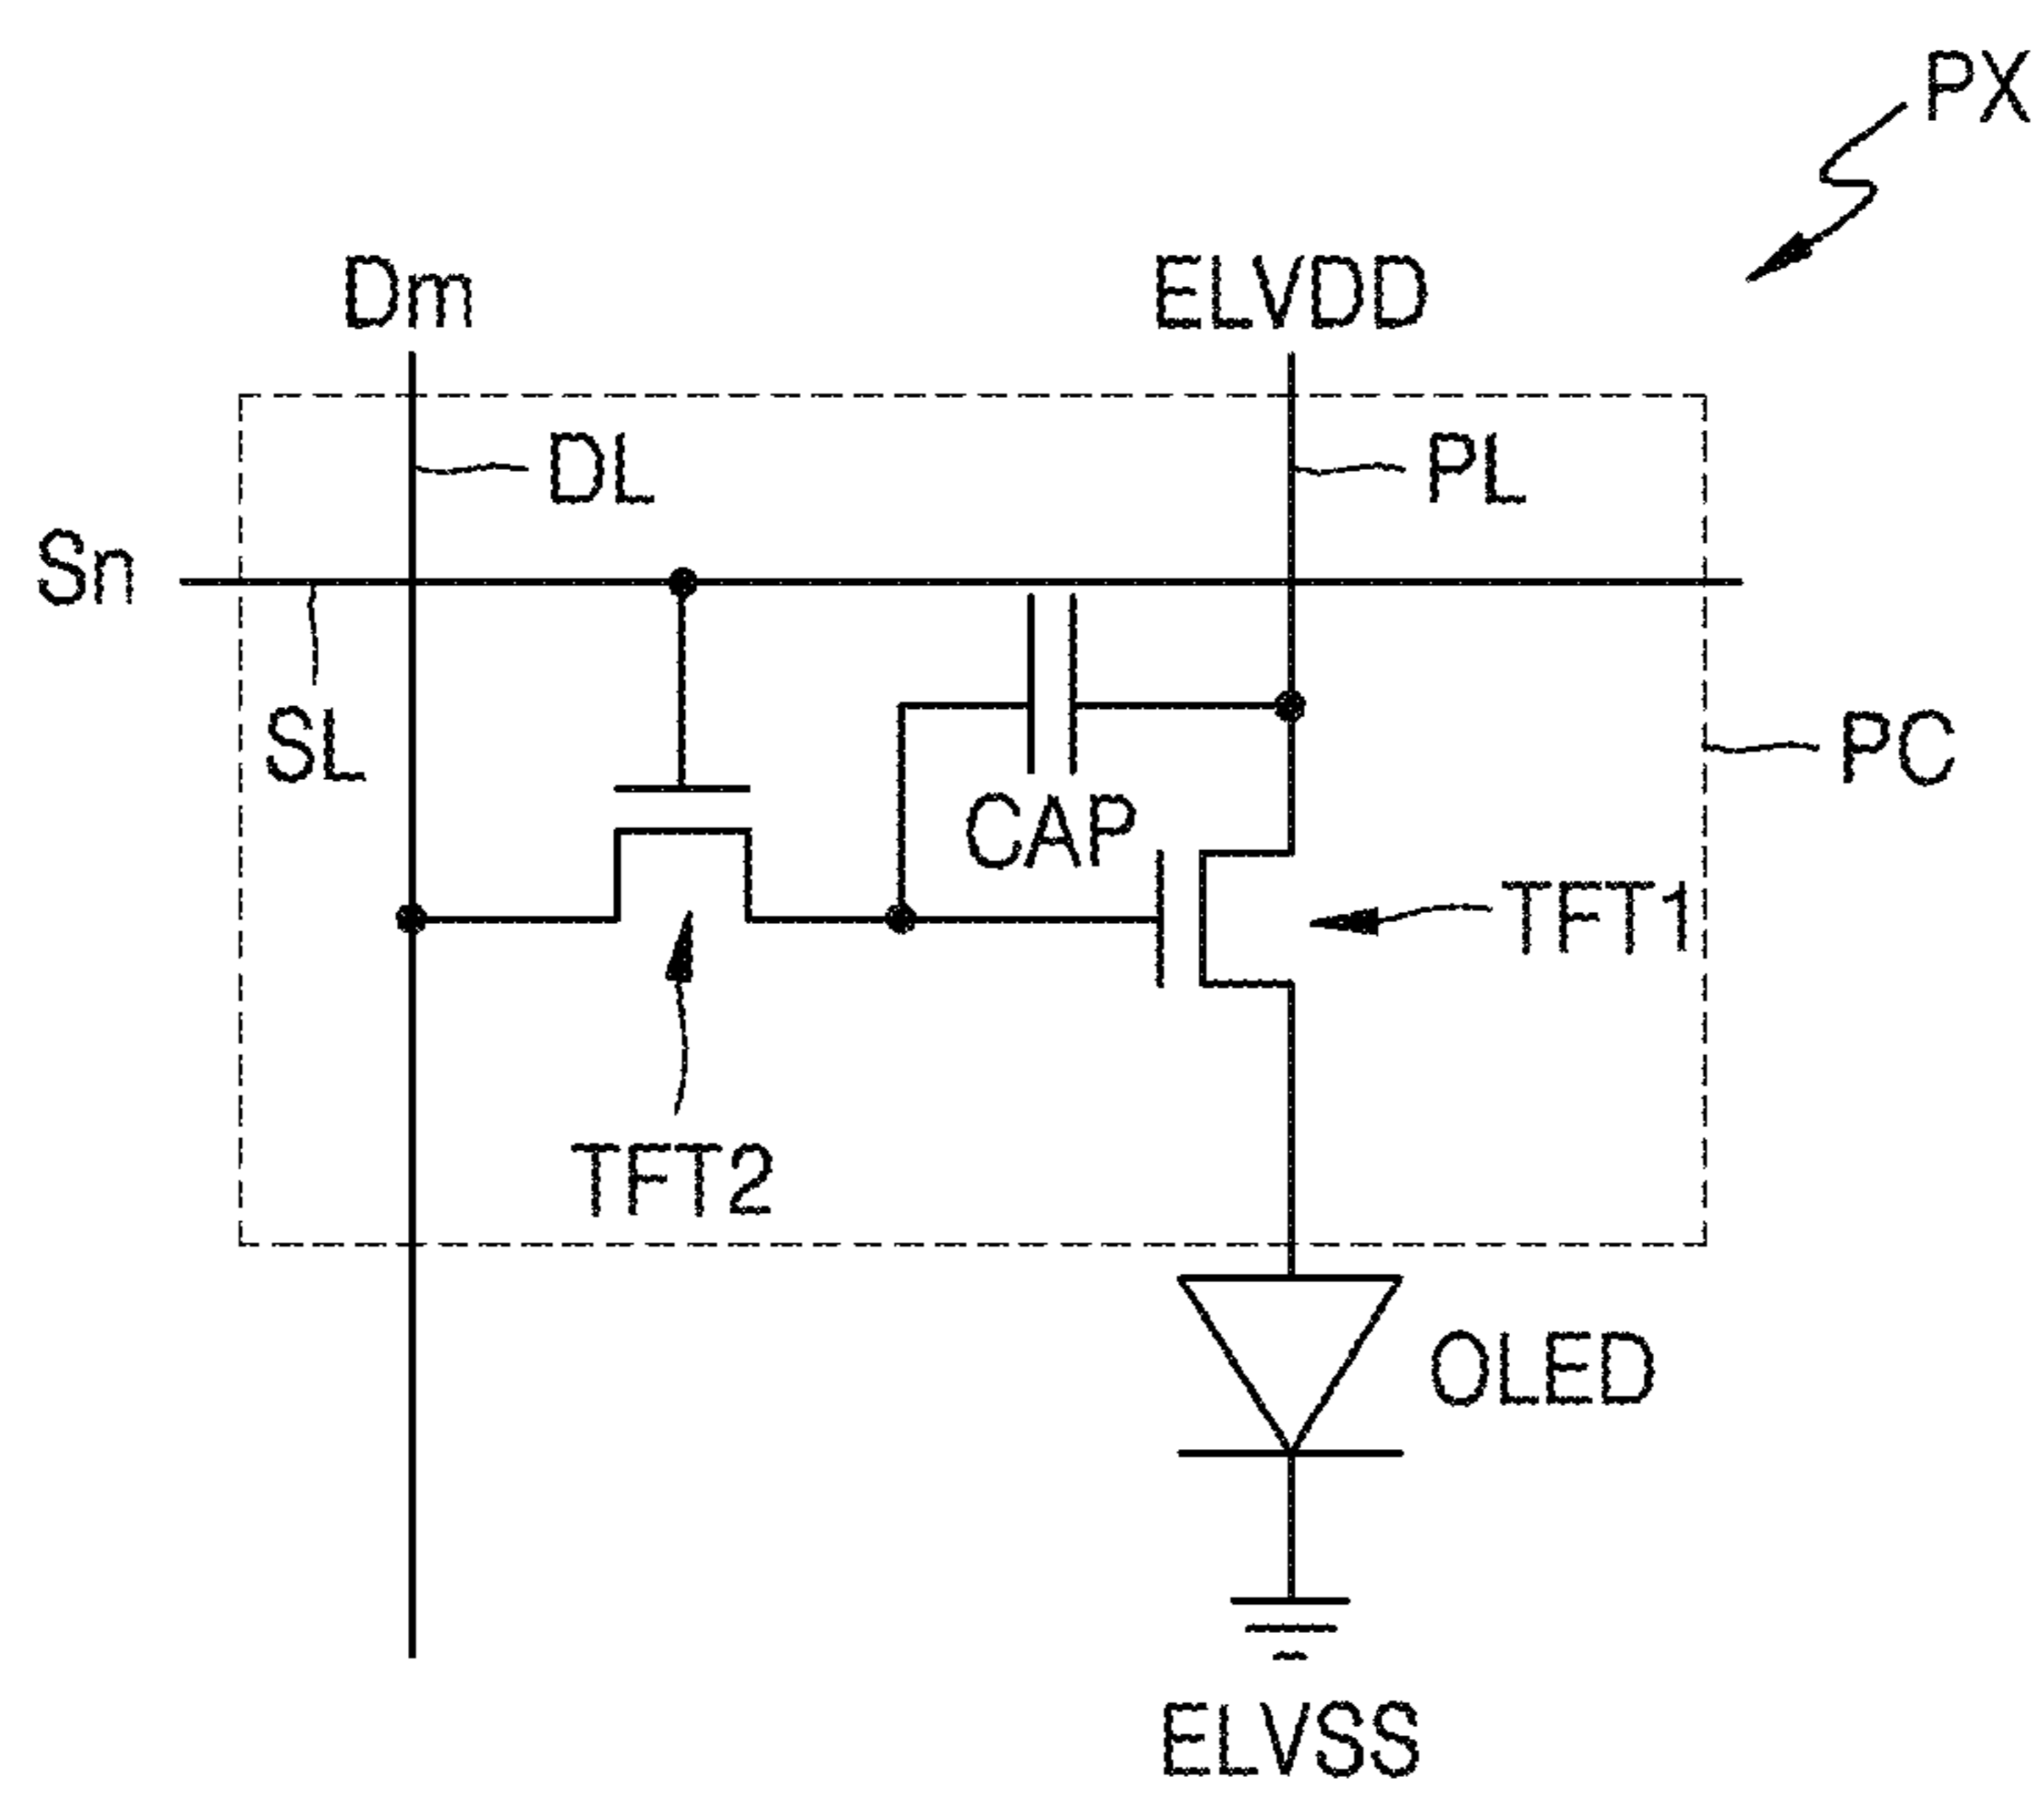 PX
Dm
ELVDD
DL
PL
Sn
SL
PC
CAP
TFT1
TFT2
OLED
ELVSS